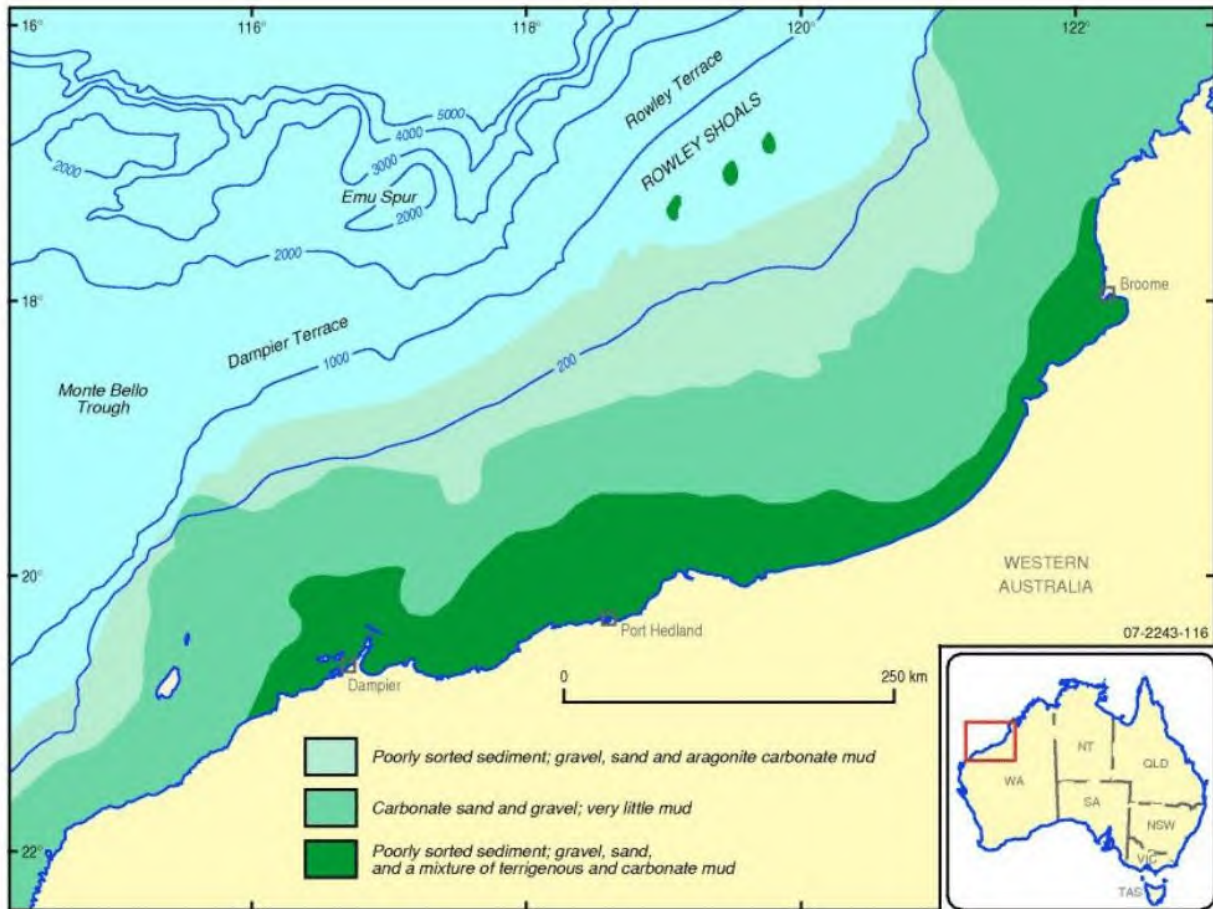 116°
118°
120°
122°
16°
18°
20°
22°
5000
4000
3000
2000
2000
2000
1000
200
Rowley Terrace
ROWLEY SHOALS
Emu Spur
Dampier Terrace
Monte Bello
Trough
Broome
WESTERN
AUSTRALIA
Port Hedland
Dampier
07-2243-116
0
250 km
Poorly sorted sediment; gravel, sand and aragonite carbonate mud
Carbonate sand and gravel; very little mud
Poorly sorted sediment; gravel, sand,
and a mixture of terrigenous and carbonate mud
NT
QLD
WA
SA
NSW
VIC
TAS